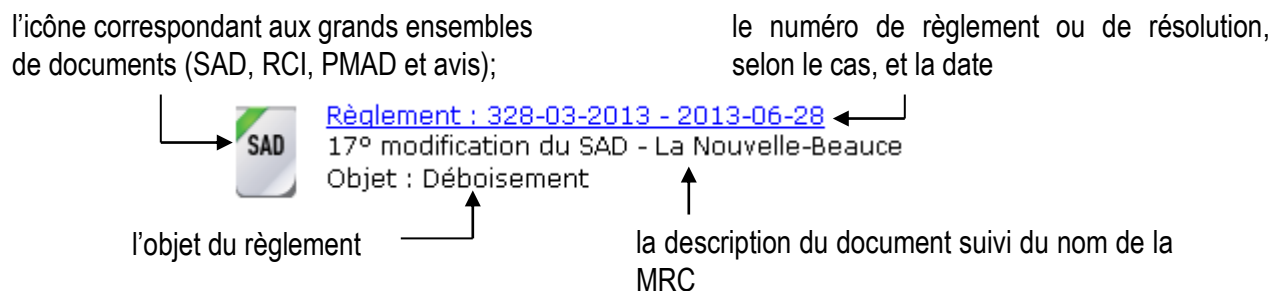 l'icône correspondant aux grands ensembles
de documents (SAD, RCI, PMAD et avis);
le numéro de règlement ou de résolution,
selon le cas, et la date
SAD
Règlement : 328-03-2013 - 2013-06-28
17º modification du SAD - La Nouvelle-Beauce
Objet : Déboisement
l'objet du règlement
la description du document suivi du nom de la
MRC